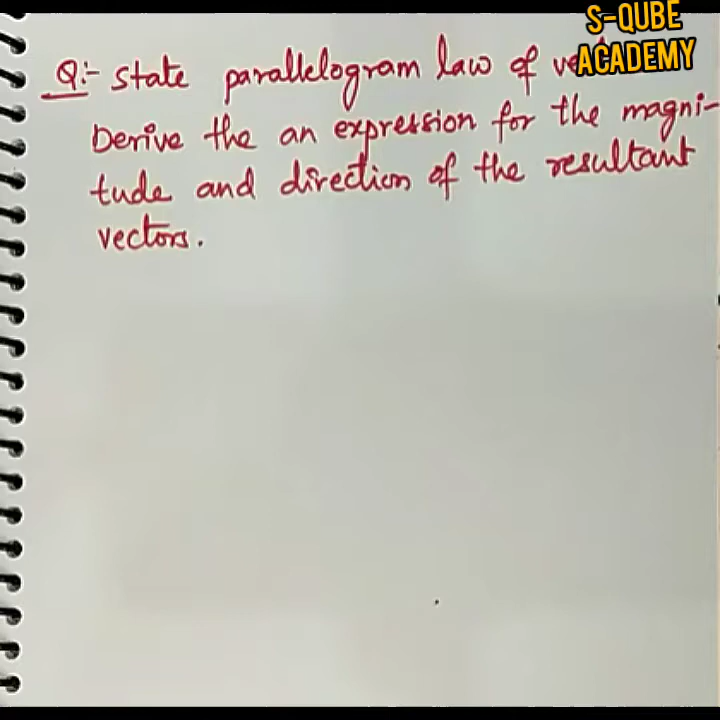 S-QUBE
ACADEMY
Q:- State parallelogram law of
Derive the an expression for the magni-
tude and direction of the resultant
vectors.